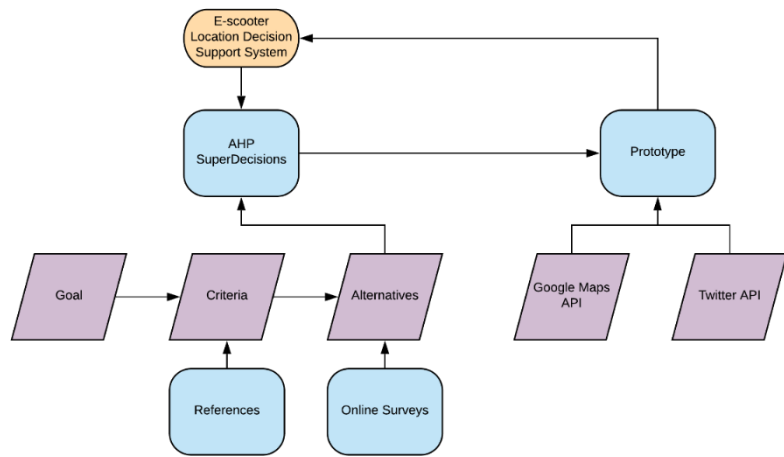 E-scooter
Location Decision
Support System
AHP
SuperDecisions
Prototype
Goal
Criteria
Alternatives
Google Maps
API
Twitter API
References
Online Surveys